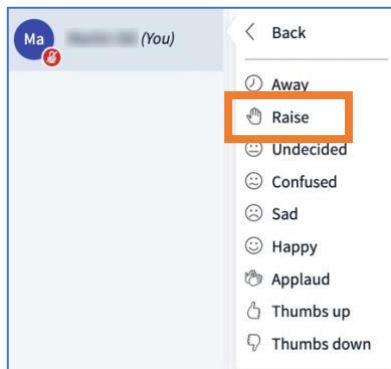 Ma (You)
Back
Away
Raise
Undecided
Confused
Sad
Happy
Applaud
Thumbs up
Thumbs down